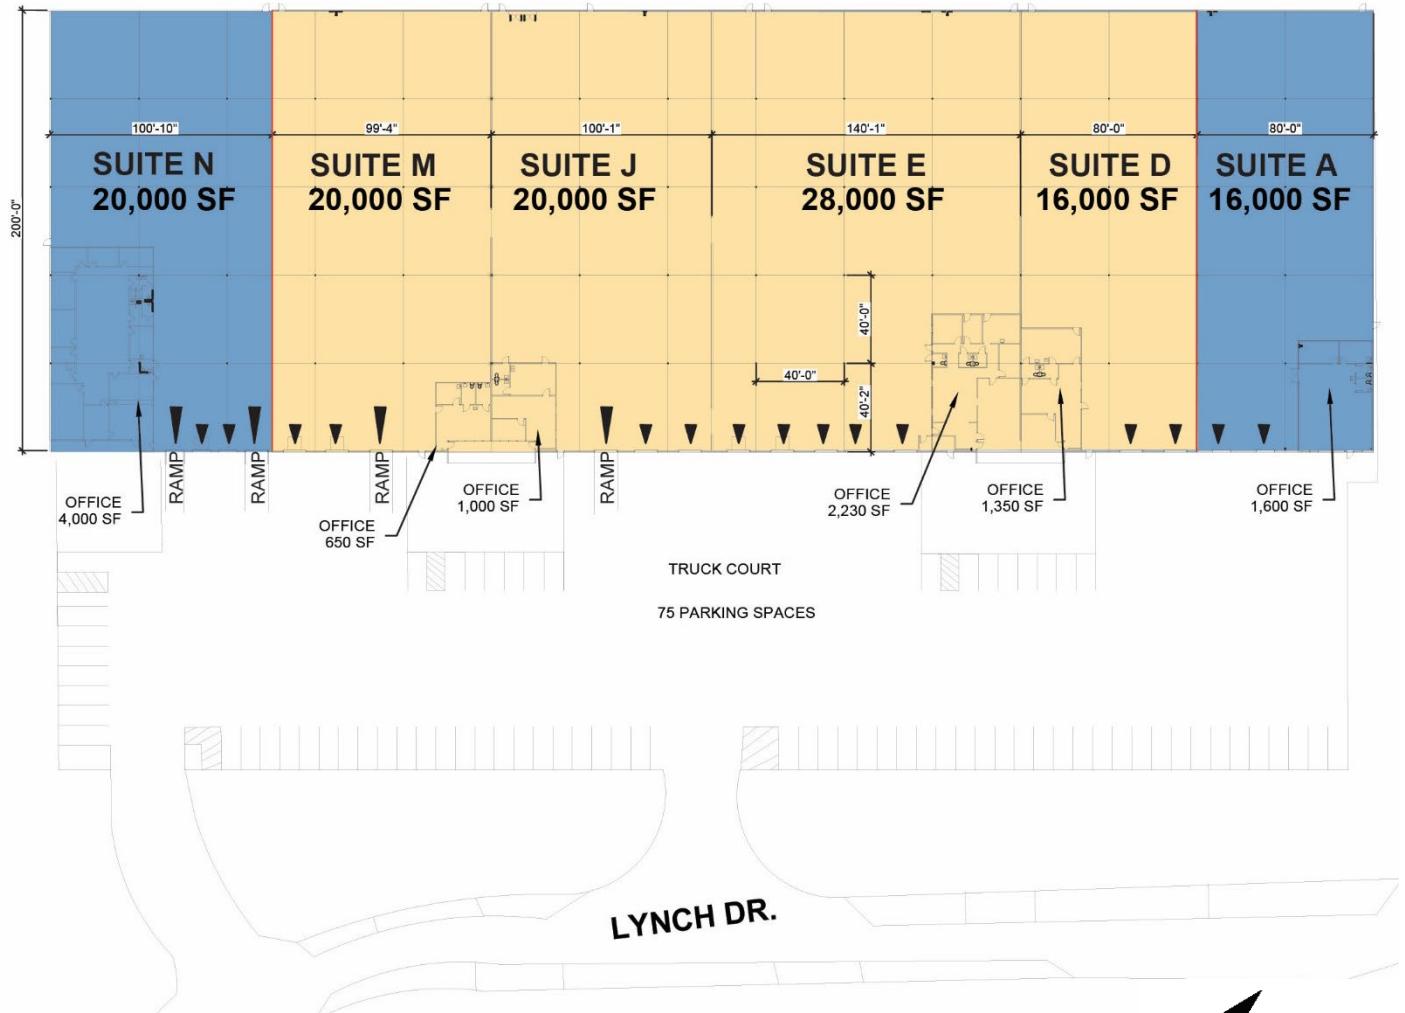 100'-10"
99'-4"
100'-1"
140'-1"
80'-0"
80'-0"
200'-0"
SUITE N
20,000 SF
SUITE M
20,000 SF
SUITE J
20,000 SF
SUITE E
28,000 SF
SUITE D
16,000 SF
SUITE A
16,000 SF
40'-0"
40'-0"
40'-2"
RAMP
RAMP
RAMP
RAMP
OFFICE
4,000 SF
OFFICE
650 SF
OFFICE
1,000 SF
OFFICE
2,230 SF
OFFICE
1,350 SF
OFFICE
1,600 SF
TRUCK COURT
75 PARKING SPACES
LYNCH DR.